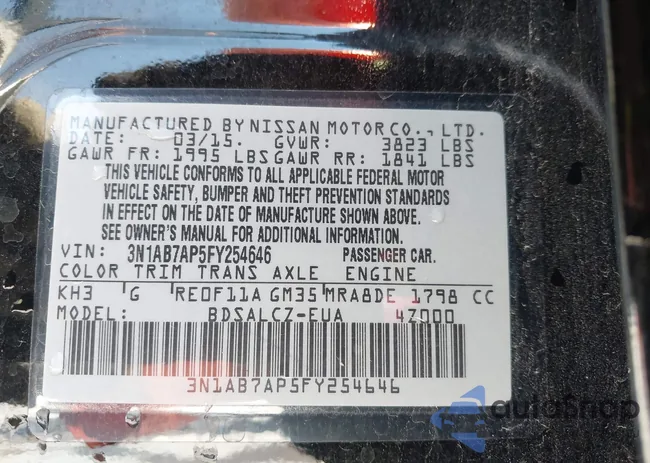 MANUFACTURED BY NISSAN MOTOR CO., LTD.
DATE: 03/15. GVWR: 3823 LBS
GAWR FR: 1995 LBS GAWR RR: 1841 LBS
THIS VEHICLE CONFORMS TO ALL APPLICABLE FEDERAL MOTOR
VEHICLE SAFETY, BUMPER AND THEFT PREVENTION STANDARDS
IN EFFECT ON THE DATE OF MANUFACTURE SHOWN ABOVE.
SEE OWNER'S MANUAL FOR ADDITIONAL INFORMATION.
VIN: 3N1AB7AP5FY254646 PASSENGER CAR.
COLOR TRIM TRANS AXLE ENGINE
KH3 G RE0F11A GM35 MRA8DE 1798 CC
MODEL: BDSALCZ-EUA 4Z000
3N1AB7AP5FY254646
AutoSnap